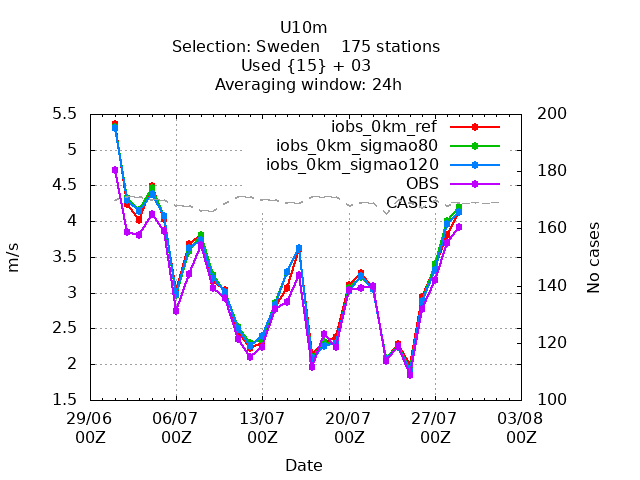 U10m
Selection: Sweden    175 stations
Used {15} + 03
Averaging window: 24h
iobs_0km_ref
iobs_0km_sigmao80
iobs_0km_sigmao120
OBS
CASES
m/s
5.5
5
4.5
4
3.5
3
2.5
2
1.5
No cases
200
180
160
140
120
100
29/06 00Z
06/07 00Z
13/07 00Z
20/07 00Z
27/07 00Z
03/08 00Z
Date